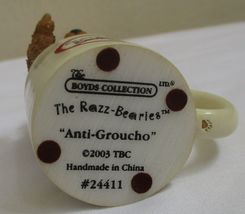 The
BOYDS COLLECTION
LTD.®
The Razz-Bearies™
"Anti-Groucho"
©2003 TBC
Handmade in China
#24411